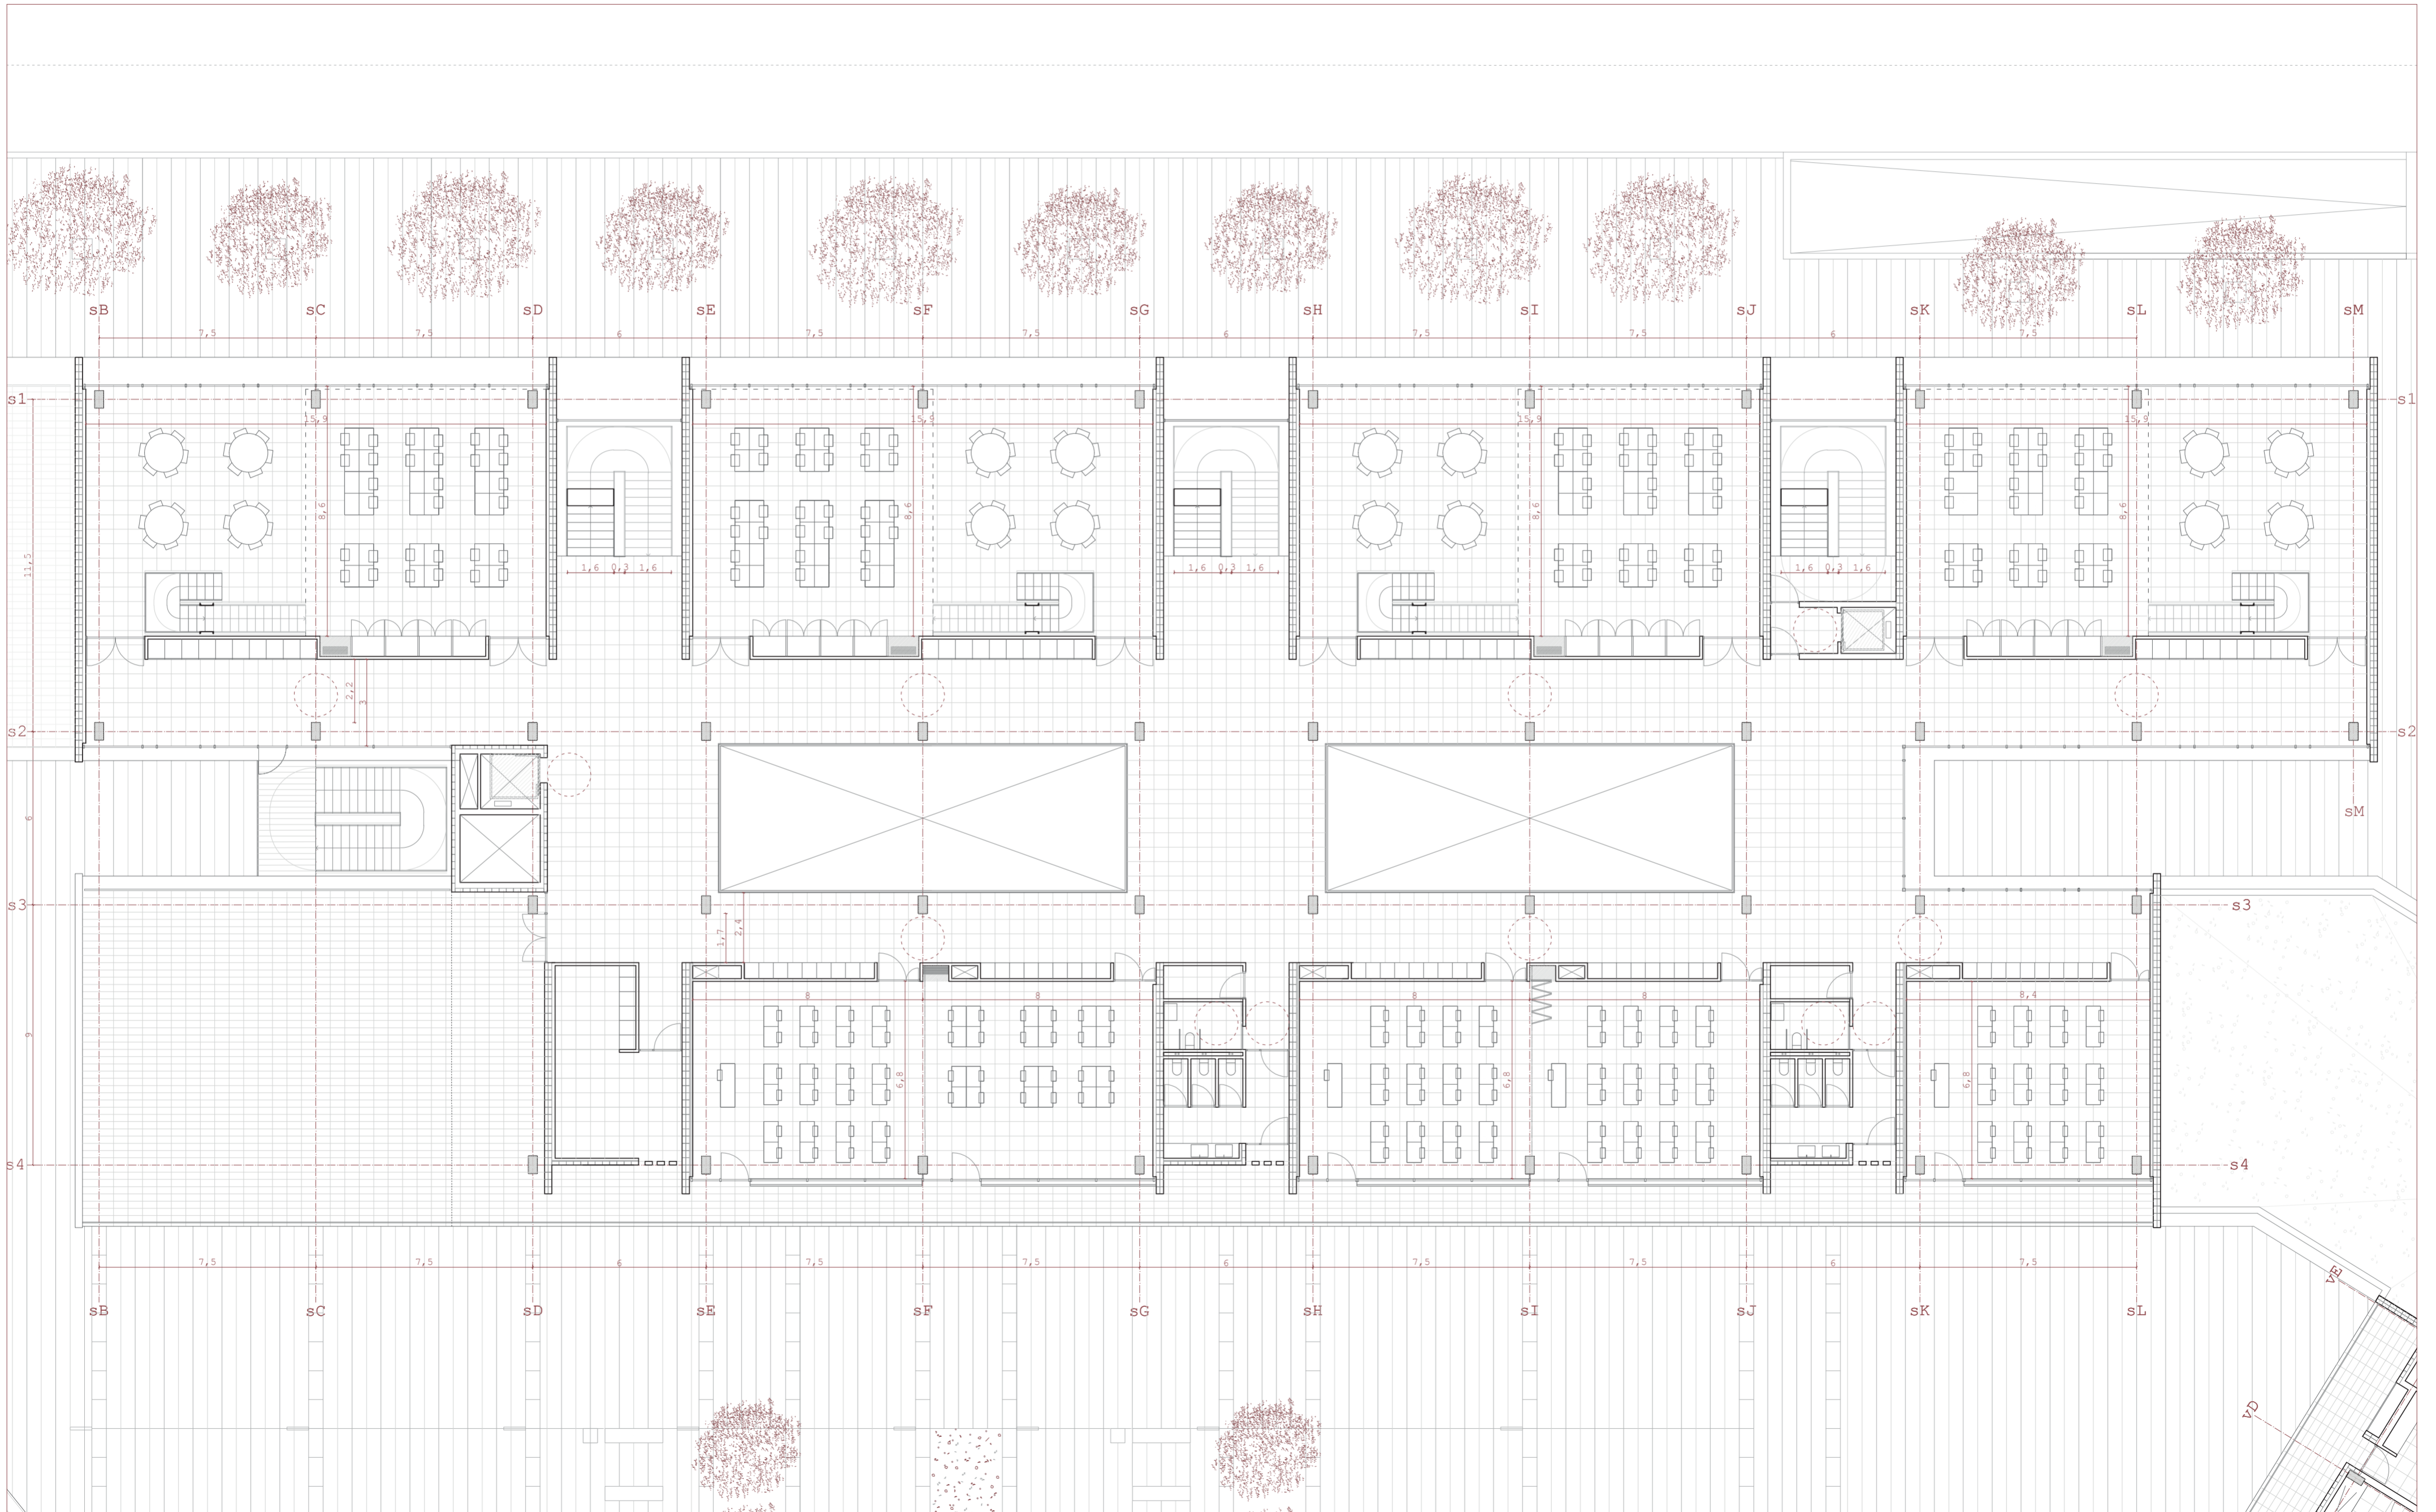 sB sC sD sE sF sG sH sI sJ sK sL sM
7,5 7,5 6 7,5 7,5 6 7,5 7,5 6 7,5
s1 s1
15,9 15,9 15,9 15,9
8,6 8,6 8,6 8,6
11,5
1,6 0,3 1,6 1,6 0,3 1,6 1,6 0,3 1,6
2,2 3
s2 s2
sM
6
s3 s3
1,7 2,4
8 8 8 8 8,4
9
6,8 6,8 6,8
s4 s4
7,5 7,5 6 7,5 7,5 6 7,5 7,5 6 7,5
vE
sB sC sD sE sF sG sH sI sJ sK sL
vD